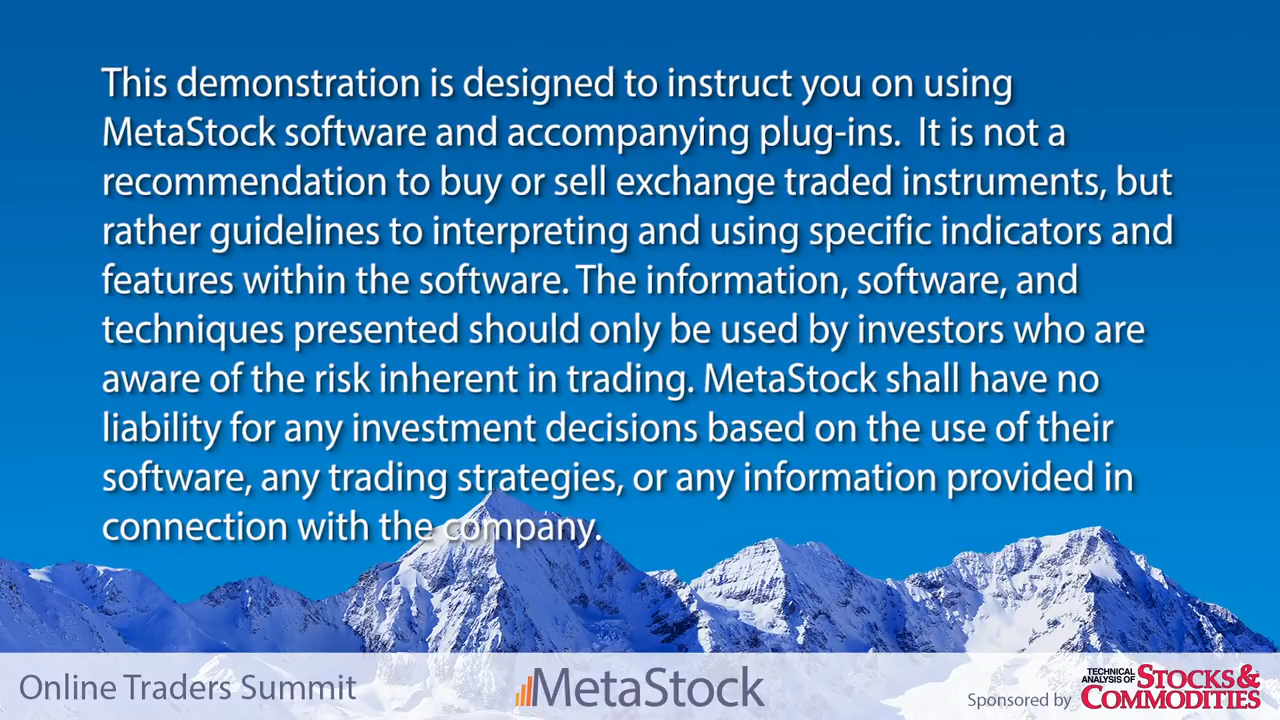 This demonstration is designed to instruct you on using
MetaStock software and accompanying plug-ins.  It is not a
recommendation to buy or sell exchange traded instruments, but
rather guidelines to interpreting and using specific indicators and
features within the software. The information, software, and
techniques presented should only be used by investors who are
aware of the risk inherent in trading. MetaStock shall have no
liability for any investment decisions based on the use of their
software, any trading strategies, or any information provided in
connection with the company.
Online Traders Summit
MetaStock
Sponsored by
TECHNICAL
ANALYSIS OF
STOCKS &
COMMODITIES